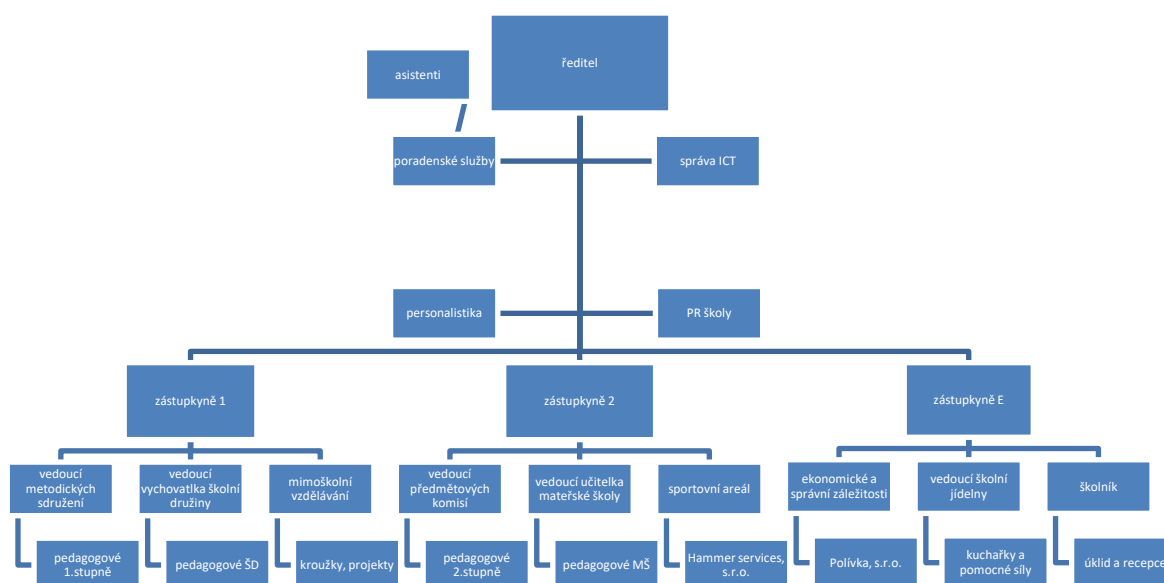 ředitel
asistenti
poradenské služby
správa ICT
personalistika
PR školy
zástupkyně 1
zástupkyně 2
zástupkyně E
vedoucí
metodických
sdružení
vedoucí
vychovatlka školní
družiny
mimoškolní
vzdělávání
vedoucí
předmětových
komisí
vedoucí učitelka
mateřské školy
sportovní areál
ekonomické a
správní záležitosti
vedoucí školní
jídelny
školník
pedagogové
1.stupně
pedagogové ŠD
kroužky, projekty
pedagogové
2.stupně
pedagogové MŠ
Hammer services,
s.r.o.
Polívka, s.r.o.
kuchařky a
pomocné síly
úklid a recepce